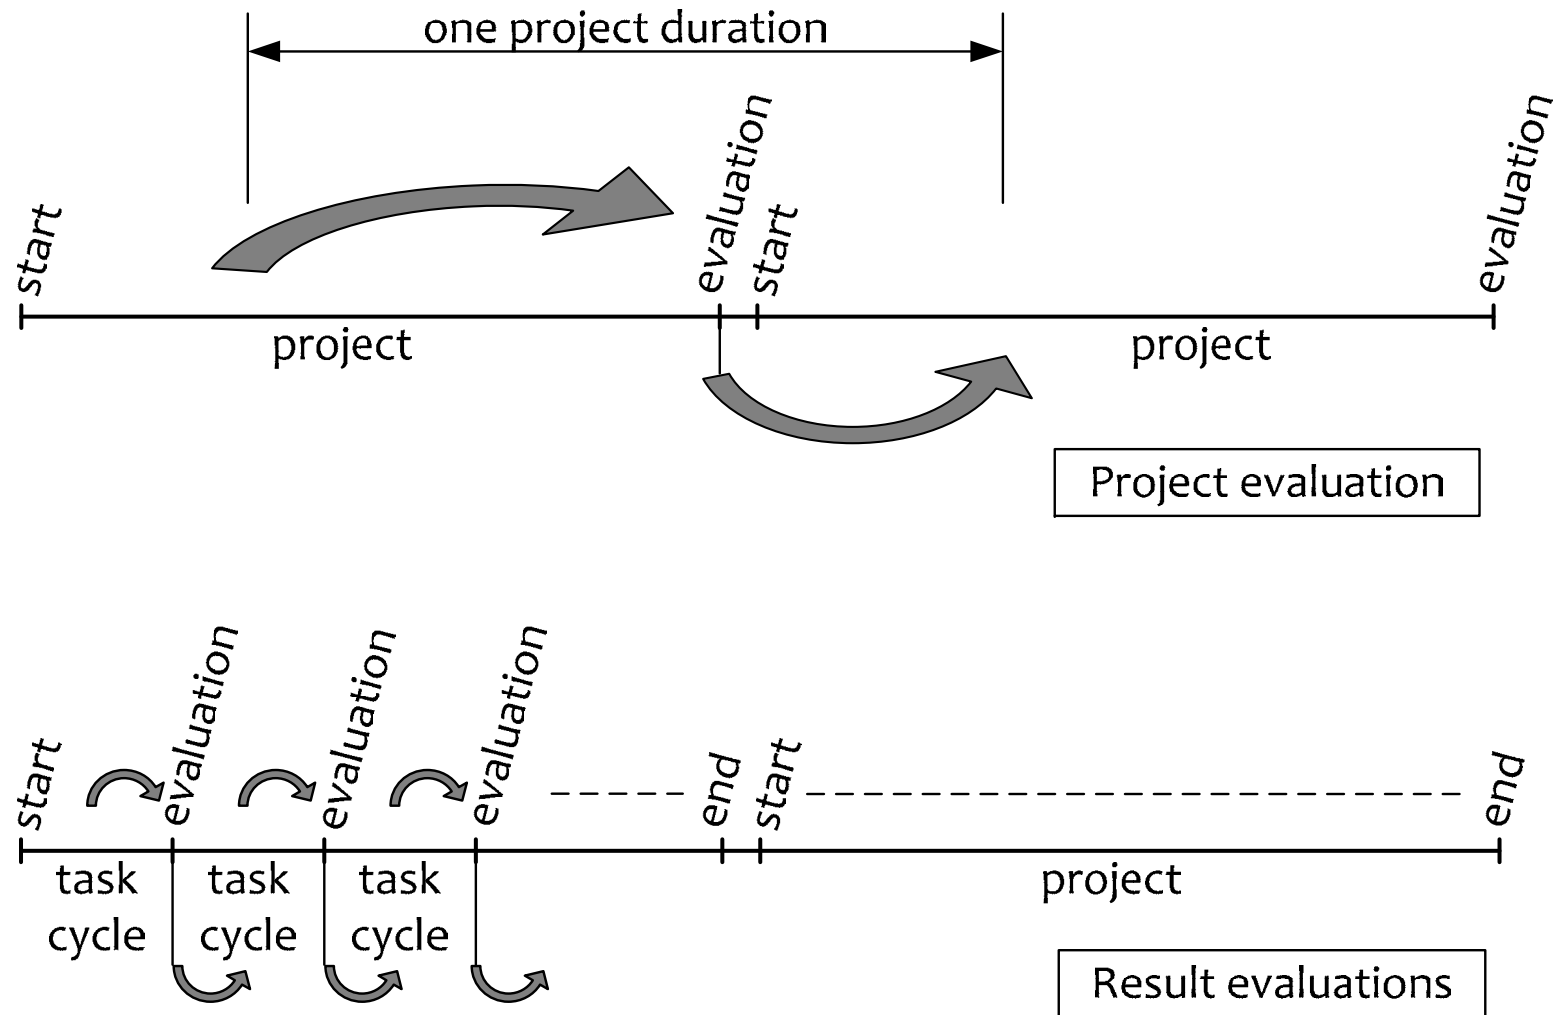 one project duration
start
evaluation
start
evaluation
project
project
Project evaluation
start
evaluation
evaluation
evaluation
end
start
end
task
cycle
task
cycle
task
cycle
project
Result evaluations